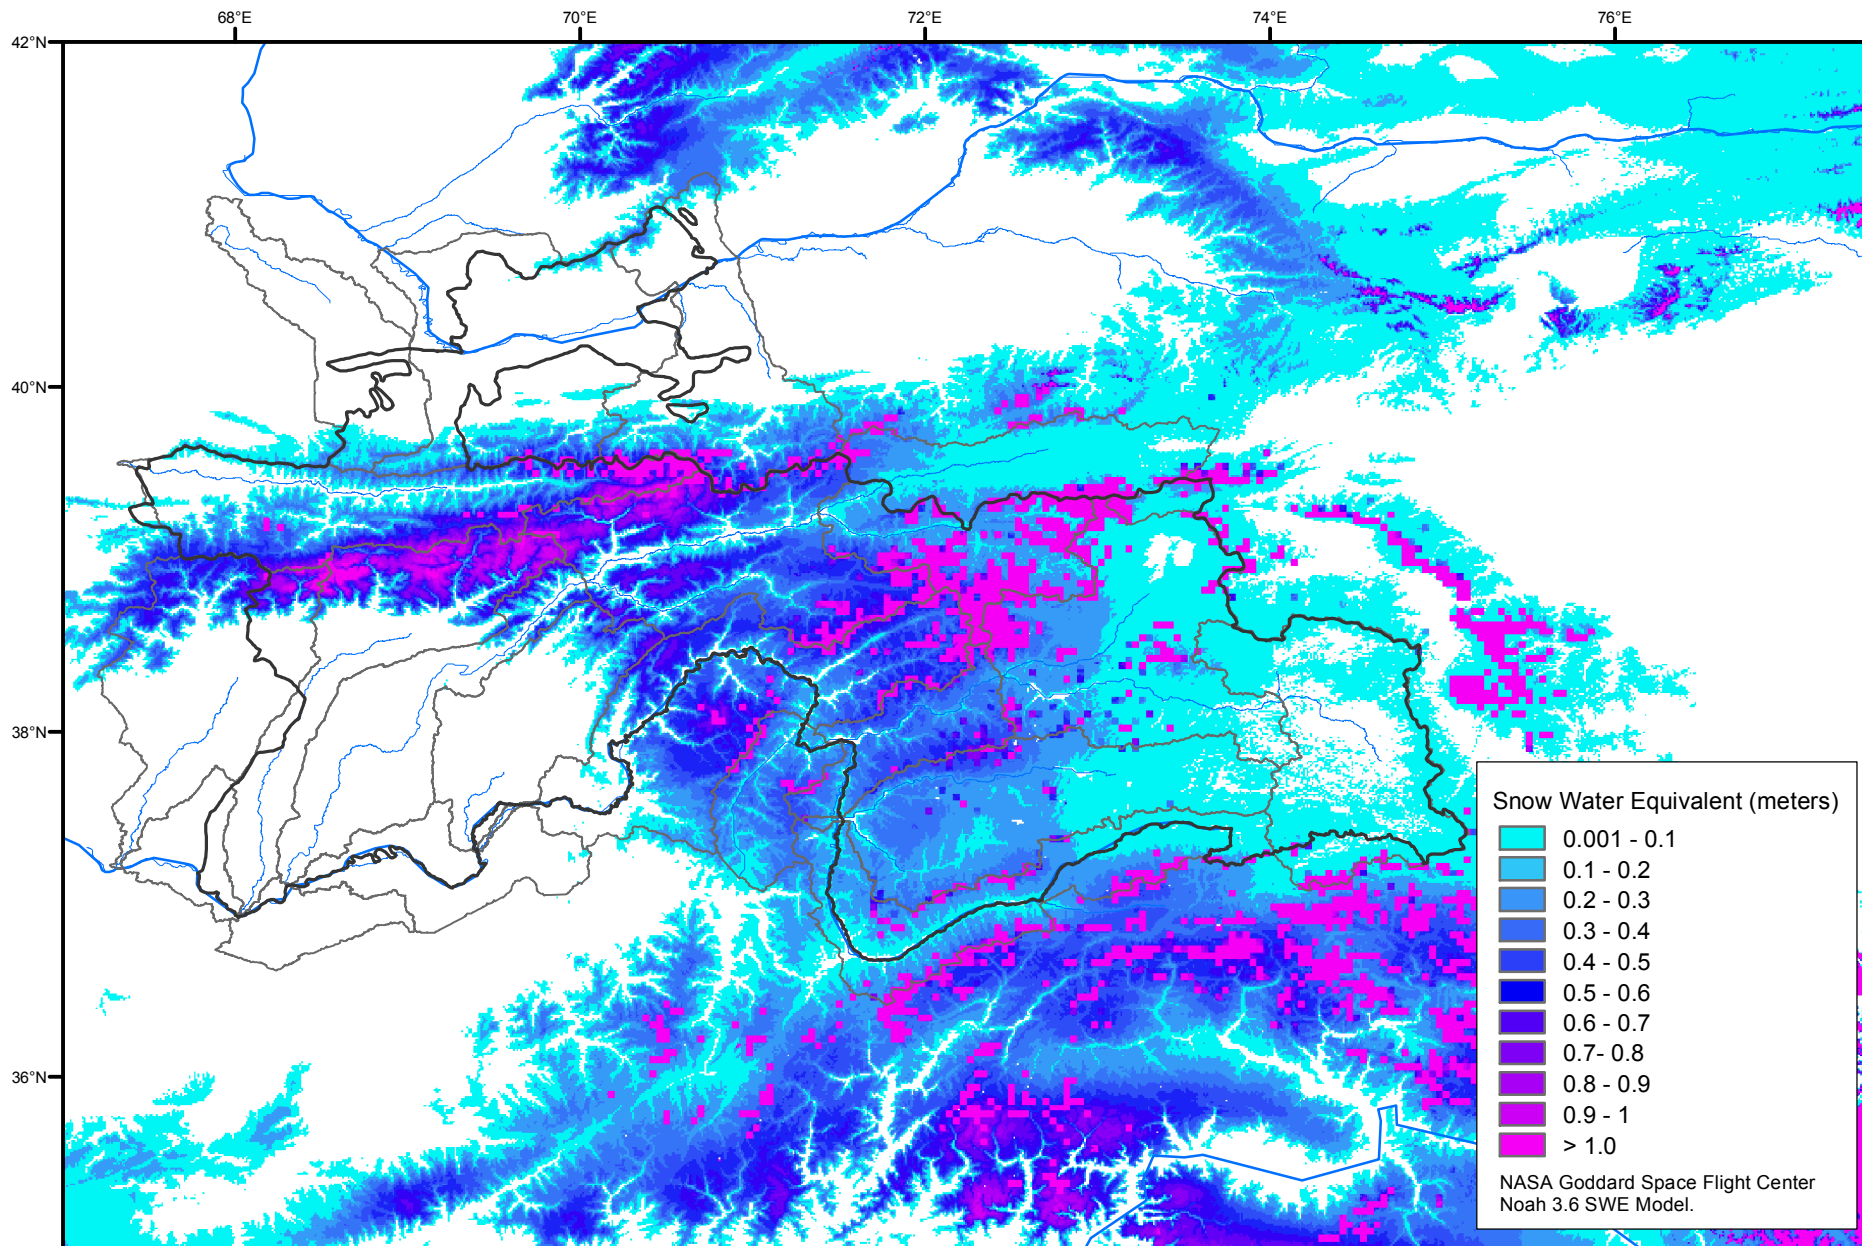 68°E
70°E
72°E
74°E
76°E
42°N
40°N
38°N
36°N
Snow Water Equivalent (meters)
0.001 - 0.1
0.1 - 0.2
0.2 - 0.3
0.3 - 0.4
0.4 - 0.5
0.5 - 0.6
0.6 - 0.7
0.7- 0.8
0.8 - 0.9
0.9 - 1
> 1.0
NASA Goddard Space Flight Center
Noah 3.6 SWE Model.